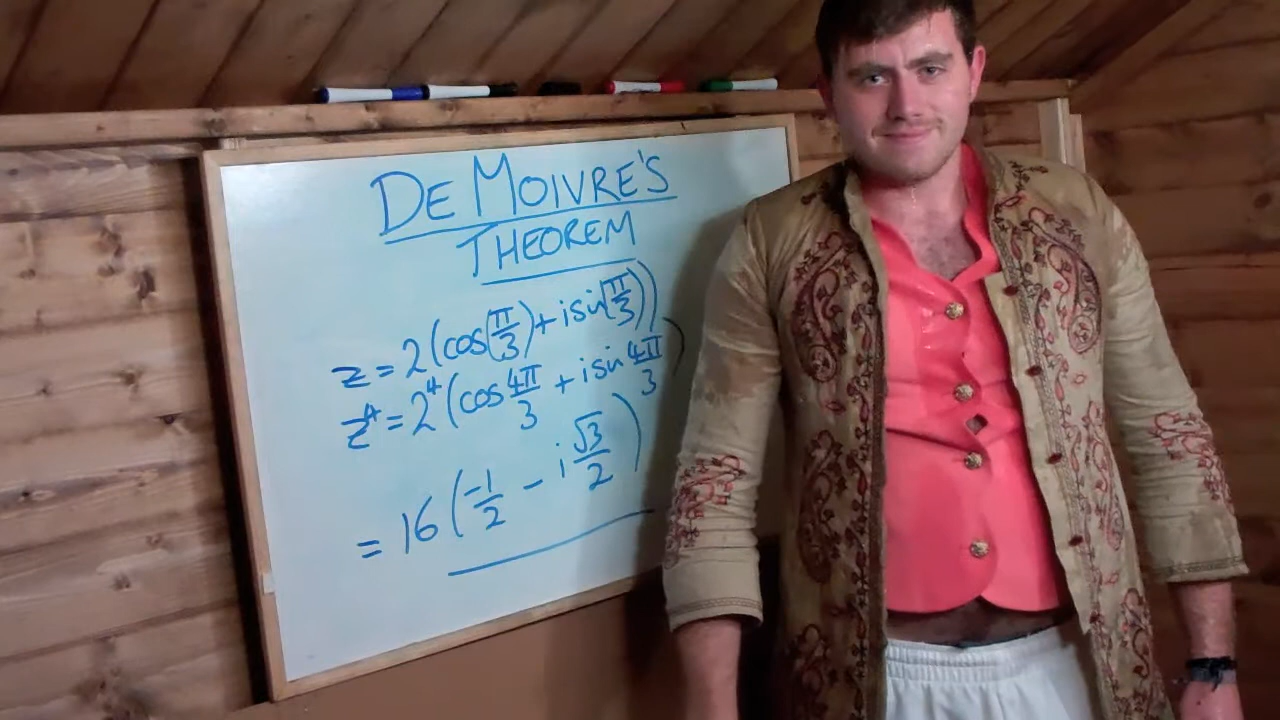 DE MOIVRE'S
THEOREM
z = 2(cos(π/3) + isin(π/3))
z⁴ = 2⁴(cos 4π/3 + isin 4π/3)
= 16(-1/2 - i√3/2)